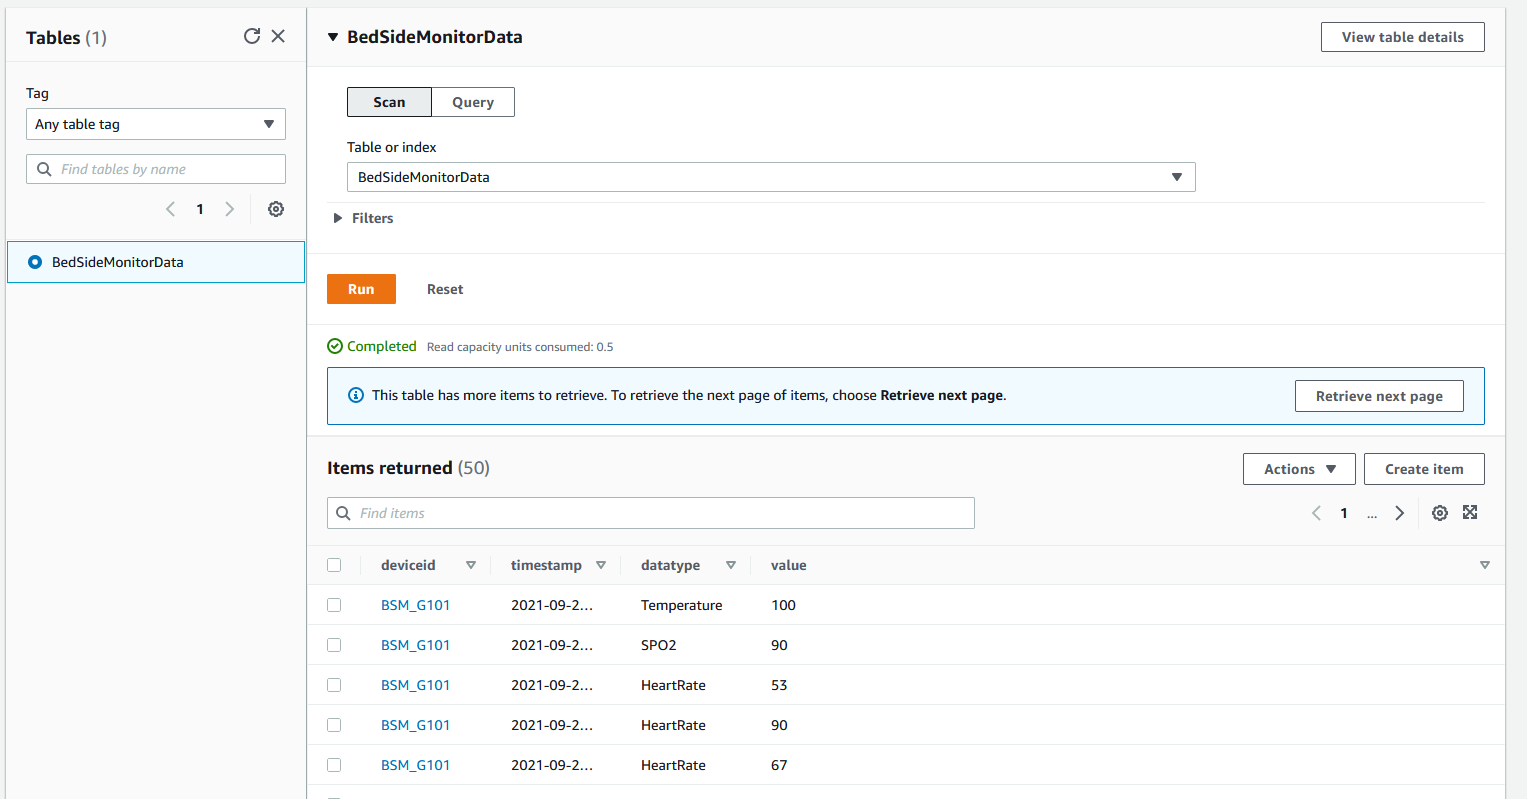 Tables (1)
Tag
Any table tag
Find tables by name
1
BedSideMonitorData
BedSideMonitorData
View table details
Scan
Query
Table or index
BedSideMonitorData
Filters
Run
Reset
Completed Read capacity units consumed: 0.5
This table has more items to retrieve. To retrieve the next page of items, choose Retrieve next page.
Retrieve next page
Items returned (50)
Actions
Create item
Find items
1 ...
deviceid timestamp datatype value
BSM_G101 2021-09-2... Temperature 100
BSM_G101 2021-09-2... SPO2 90
BSM_G101 2021-09-2... HeartRate 53
BSM_G101 2021-09-2... HeartRate 90
BSM_G101 2021-09-2... HeartRate 67